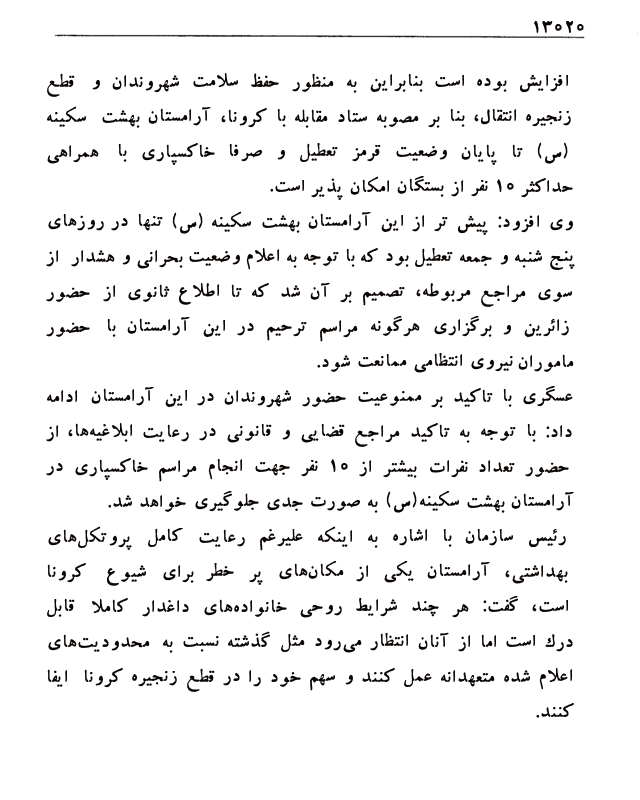 ۱۳۰۲۰
افزایش بوده است بنابراین به منظور حفظ سلامت شهروندان و قطع
زنجیره انتقال، بنا بر مصوبه ستاد مقابله با کرونا، آرامستان بهشت سکینه
(س) تا پایان وضعیت قرمز تعطیل و صرفا خاکسپاری با همراهی
حداکثر ۱۰ نفر از بستگان امکان پذیر است.
وی افزود: پیش تر از این آرامستان بهشت سکینه (س) تنها در روزهای
پنج شنبه و جمعه تعطیل بود که با توجه به اعلام وضعیت بحرانی و هشدار از
سوی مراجع مربوطه، تصمیم بر آن شد که تا اطلاع ثانوی از حضور
زائرین و برگزاری هرگونه مراسم ترحیم در این آرامستان با حضور
ماموران نیروی انتظامی ممانعت شود.
عسگری با تاکید بر ممنوعیت حضور شهروندان در این آرامستان ادامه
داد: با توجه به تاکید مراجع قضایی و قانونی در رعایت ابلاغیه‌ها، از
حضور تعداد نفرات بیشتر از ۱۰ نفر جهت انجام مراسم خاکسپاری در
آرامستان بهشت سکینه(س) به صورت جدی جلوگیری خواهد شد.
رئیس سازمان با اشاره به اینکه علیرغم رعایت کامل پروتکل‌های
بهداشتی، آرامستان یکی از مکان‌های پر خطر برای شیوع کرونا
است، گفت: هر چند شرایط روحی خانواده‌های داغدار کاملا قابل
درك است اما از آنان انتظار می‌رود مثل گذشته نسبت به محدودیت‌های
اعلام شده متعهدانه عمل کنند و سهم خود را در قطع زنجیره کرونا ایفا
کنند.